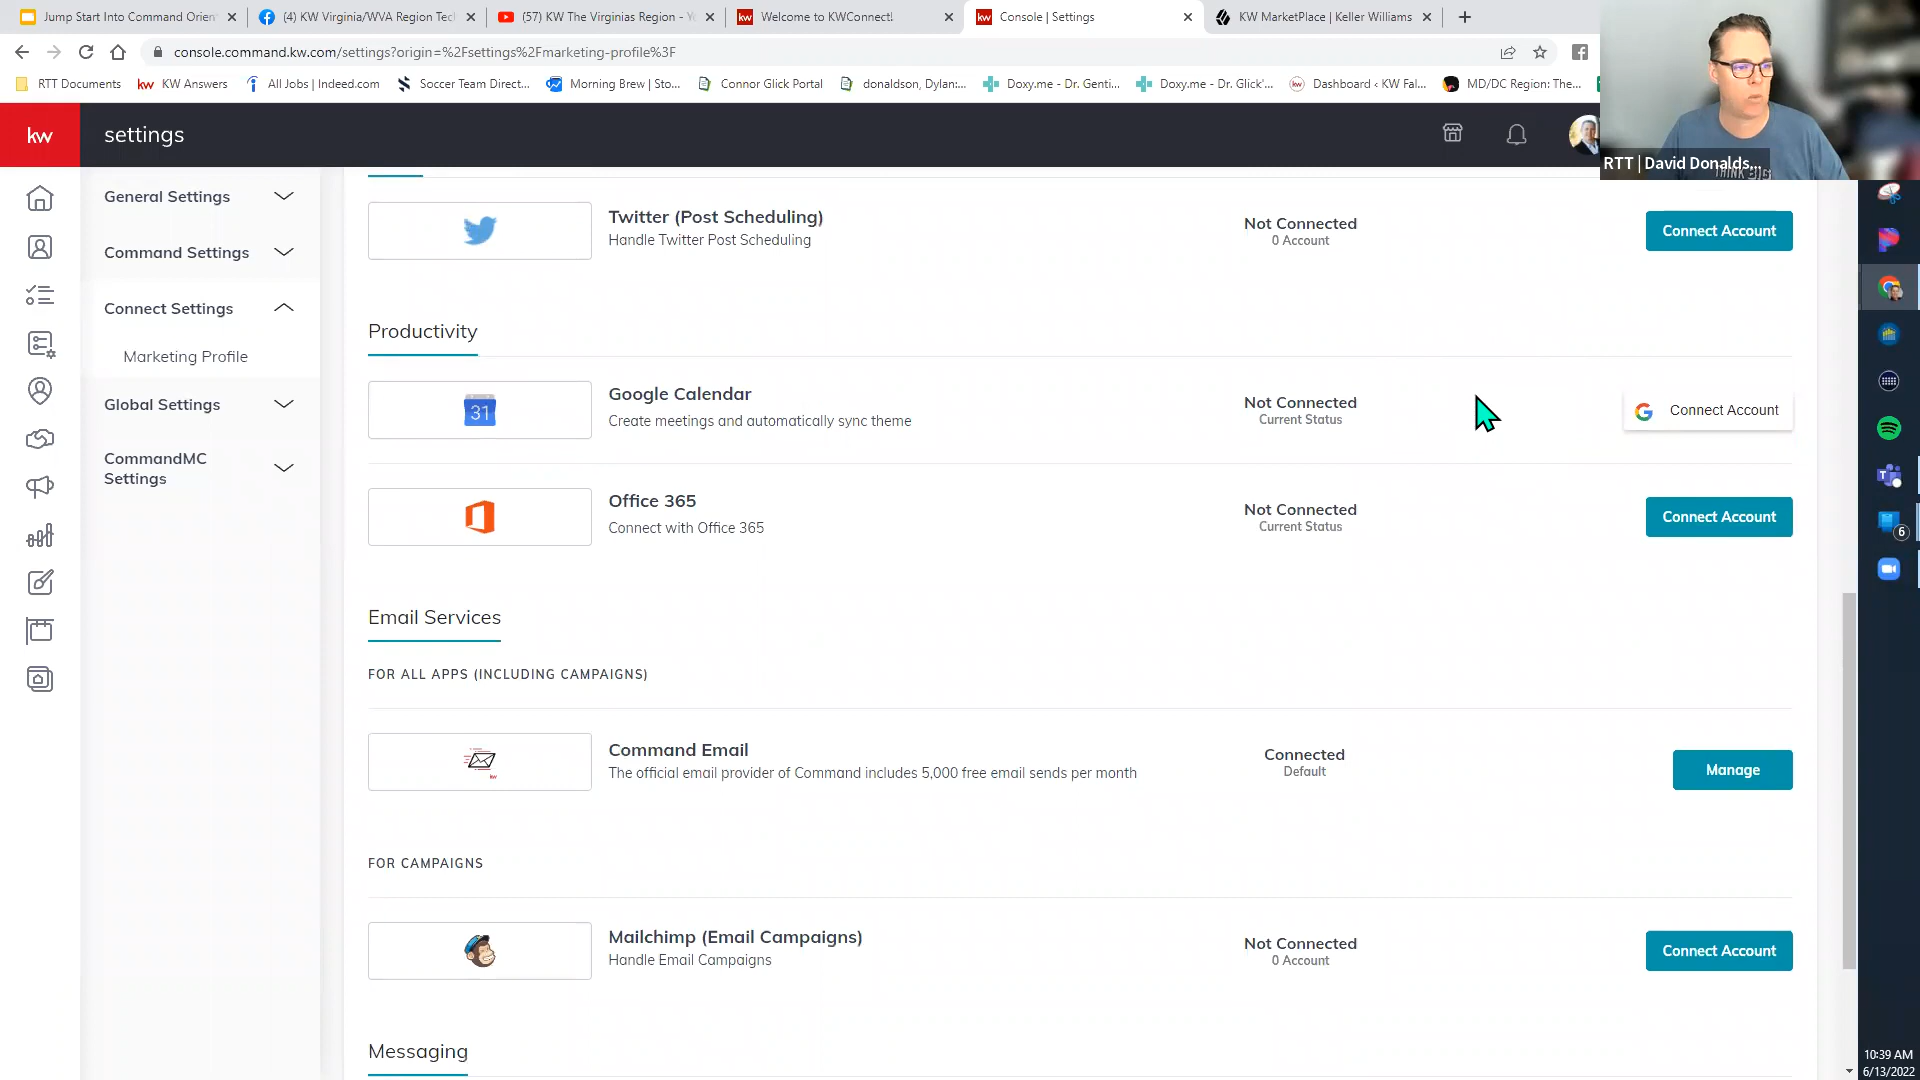 Jump Start Into Command Orien
(4) KW Virginia/WVA Region Tec
(57) KW The Virginias Region - Yo
Welcome to KWConnect!
Console | Settings
KW MarketPlace | Keller Williams
console.command.kw.com/settings?origin=%2Fsettings%2Fmarketing-profile%3F
RTT Documents
KW Answers
All Jobs | Indeed.com
Soccer Team Direct...
Morning Brew | Sto...
Connor Glick Portal
donaldson, Dylan:...
Doxy.me - Dr. Genti...
Doxy.me - Dr. Glick'...
Dashboard ‹ KW Fal...
MD/DC Region: The...
kw
settings
RTT | David Donalds...
THINK BIG
General Settings
Command Settings
Connect Settings
Marketing Profile
Global Settings
CommandMC
Settings
Twitter (Post Scheduling)
Handle Twitter Post Scheduling
Not Connected
0 Account
Connect Account
Productivity
31
Google Calendar
Create meetings and automatically sync theme
Not Connected
Current Status
Connect Account
Office 365
Connect with Office 365
Not Connected
Current Status
Connect Account
Email Services
FOR ALL APPS (INCLUDING CAMPAIGNS)
Command Email
The official email provider of Command includes 5,000 free email sends per month
Connected
Default
Manage
FOR CAMPAIGNS
Mailchimp (Email Campaigns)
Handle Email Campaigns
Not Connected
0 Account
Connect Account
Messaging
6
10:39 AM
6/13/2022